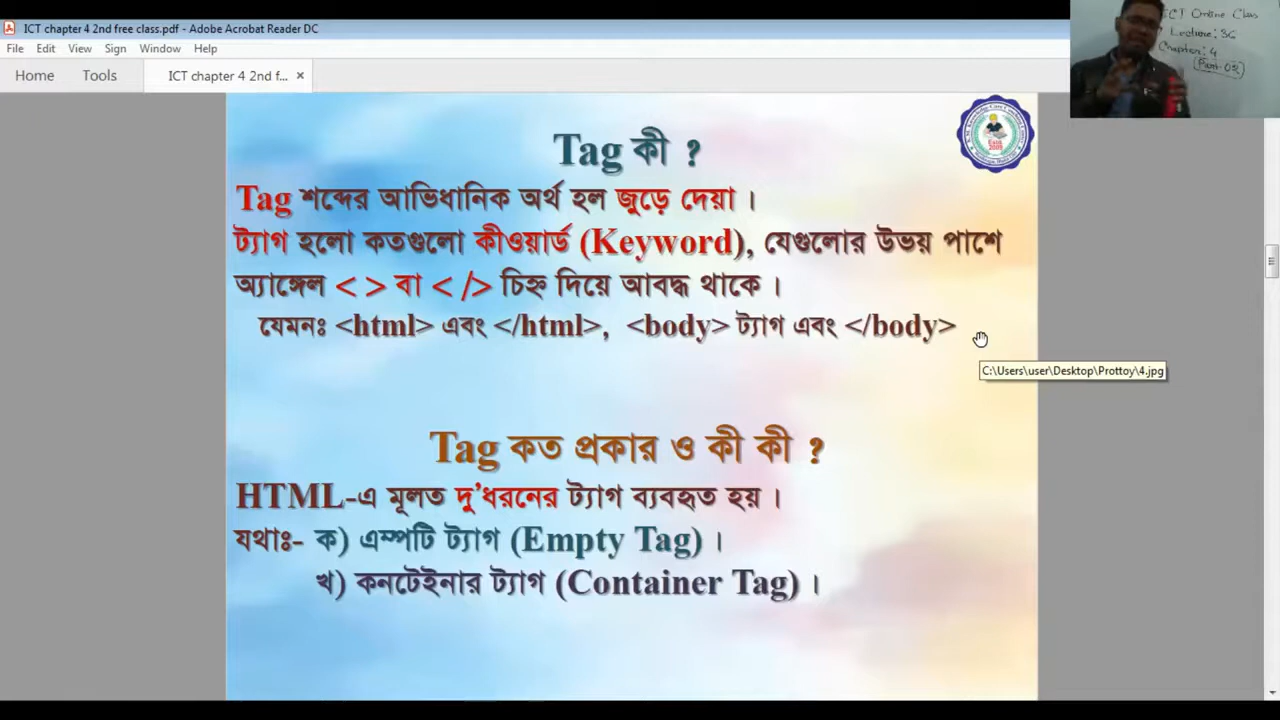 ICT chapter 4 2nd free class.pdf - Adobe Acrobat Reader DC
File Edit View Sign Window Help
Home Tools ICT chapter 4 2nd f... ×
ICT Online Class
Lecture: 36
Chapter: 4
Tag কী ?
Tag শব্দের আভিধানিক অর্থ হল জুড়ে দেয়া ।
ট্যাগ হলো কতগুলো কীওয়ার্ড (Keyword), যেগুলোর উভয় পাশে
অ্যাঙ্গেল < > বা < /> চিহ্ন দিয়ে আবদ্ধ থাকে ।
যেমনঃ <html> এবং </html>, <body> ট্যাগ এবং </body>
C:\Users\user\Desktop\Prottoy\4.jpg
Tag কত প্রকার ও কী কী ?
HTML-এ মূলত দু’ধরনের ট্যাগ ব্যবহৃত হয় ।
যথাঃ- ক) এম্পটি ট্যাগ (Empty Tag) ।
খ) কনটেইনার ট্যাগ (Container Tag) ।